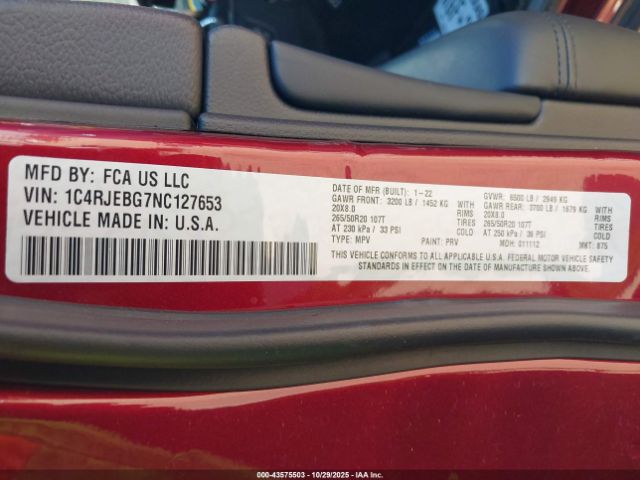 MFD BY: FCA US LLC
VIN: 1C4RJEBG7NC127653
VEHICLE MADE IN: U.S.A.
DATE OF MFR (BUILT): 1-22
GAWR FRONT: 3200 LB / 1452 KG WITH
20X8.0 RIMS
265/50R20 107T TIRES
AT 230 kPa / 33 PSI COLD
TYPE: MPV PAINT: PRV
GVWR: 6500 LB / 2949 KG
GAWR REAR: 3700 LB / 1679 KG WITH
20X8.0 RIMS
265/50R20 107T TIRES
AT 250 kPa / 36 PSI COLD
MDH: 011112 MKT: 875
THIS VEHICLE CONFORMS TO ALL APPLICABLE U.S.A. FEDERAL MOTOR VEHICLE SAFETY
STANDARDS IN EFFECT ON THE DATE OF MANUFACTURE SHOWN ABOVE.
000-43575503 - 10/29/2025 - IAAI.com